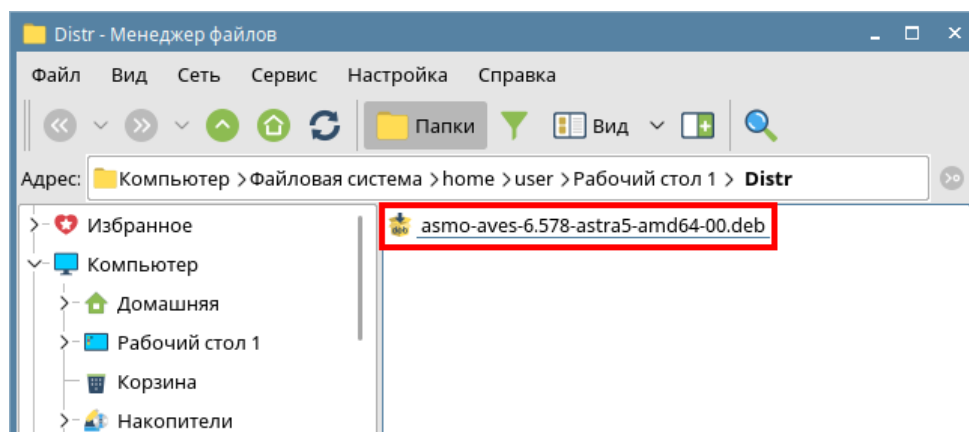 Distr - Менеджер файлов
Файл Вид Сеть Сервис Настройка Справка
Папки Вид
Адрес: Компьютер >Файловая система >home >user >Рабочий стол 1 > Distr
Избранное
asmo-aves-6.578-astra5-amd64-00.deb
Компьютер
Домашняя
Рабочий стол 1
Корзина
Накопители